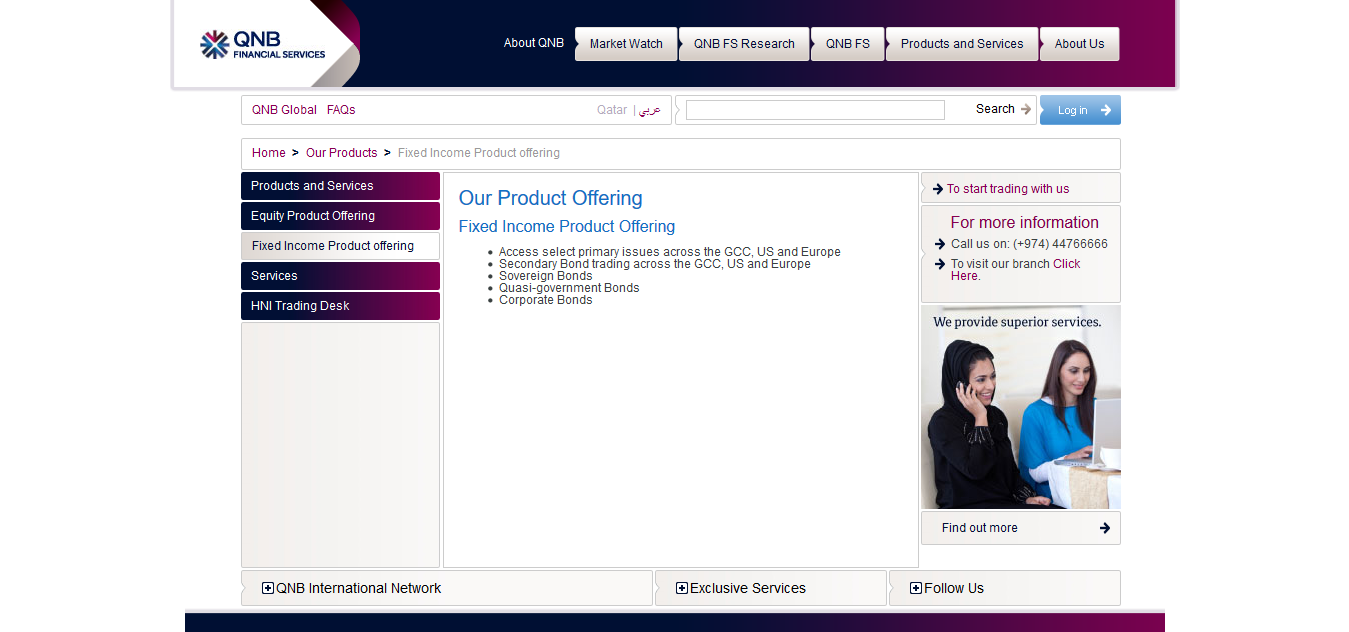 QNB
FINANCIAL SERVICES
About QNB
Market Watch
QNB FS Research
QNB FS
Products and Services
About Us
QNB Global FAQs
Qatar | عربي
Search
Log in
Home > Our Products > Fixed Income Product offering
Products and Services
Equity Product Offering
Fixed Income Product offering
Services
HNI Trading Desk
Our Product Offering
Fixed Income Product Offering
Access select primary issues across the GCC, US and Europe
Secondary Bond trading across the GCC, US and Europe
Sovereign Bonds
Quasi-government Bonds
Corporate Bonds
To start trading with us
For more information
Call us on: (+974) 44766666
To visit our branch Click
Here.
We provide superior services.
Find out more
QNB International Network
Exclusive Services
Follow Us